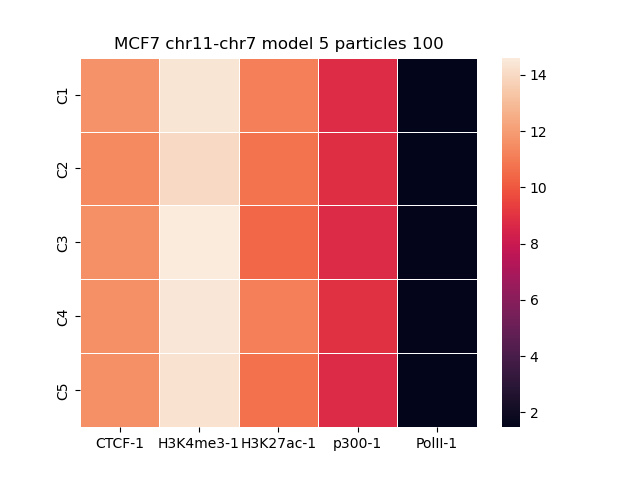 MCF7 chr11-chr7 model 5 particles 100
C1
C2
C3
C4
C5
CTCF-1 H3K4me3-1 H3K27ac-1 p300-1 PolII-1
14
12
10
8
6
4
2